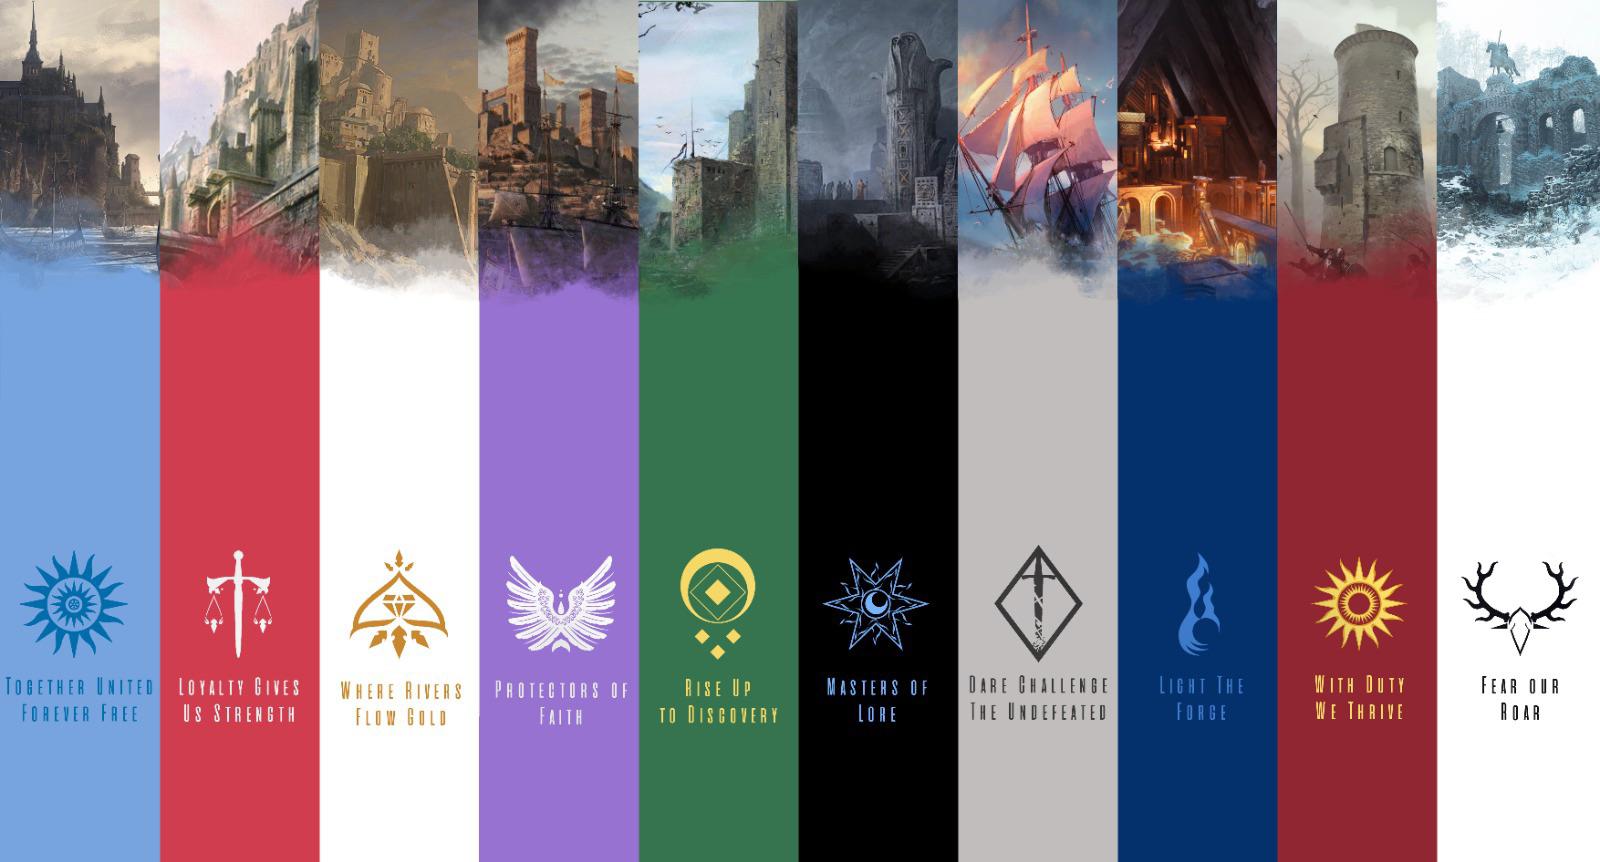 Together United
Forever Free
Loyalty Gives
Us Strength
Where Rivers
Flow Gold
Protectors of
Faith
Rise Up
to Discovery
Masters of
Lore
Dare Challenge
The Undefeated
Light The
Forge
With Duty
We Thrive
Fear our
Roar